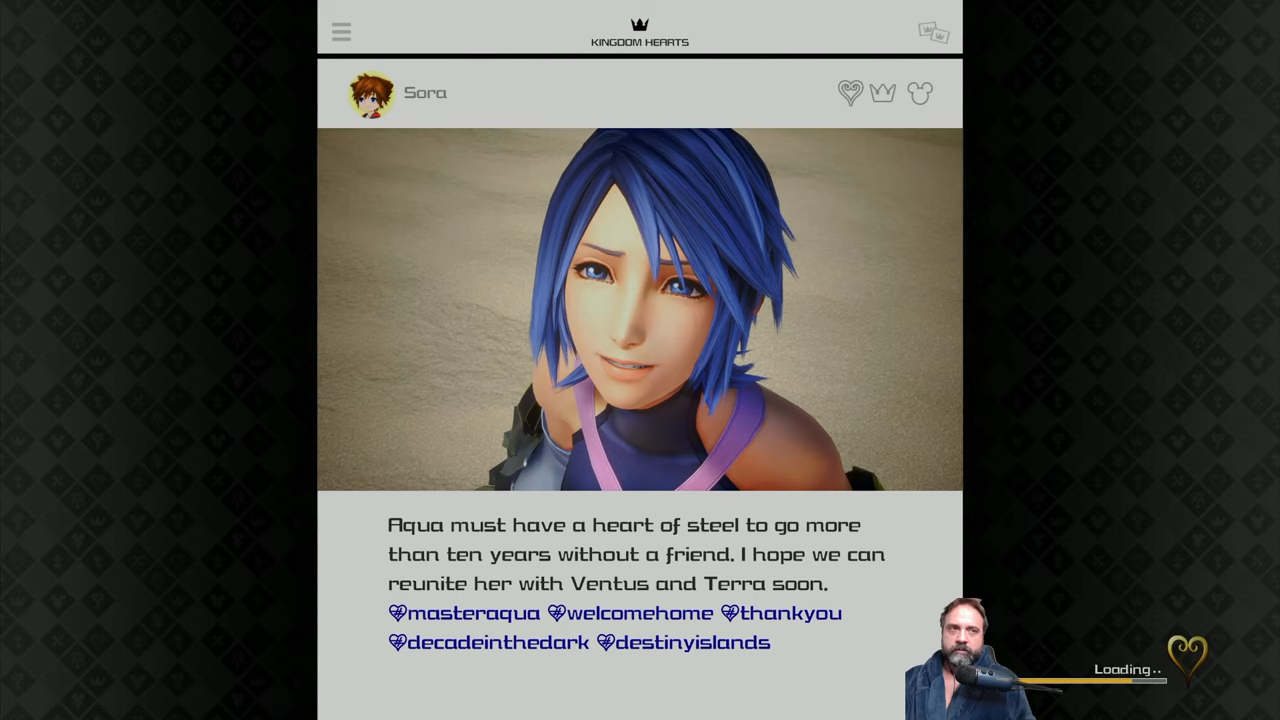 KINGDOM HEARTS
Sora
Aqua must have a heart of steel to go more
than ten years without a friend. I hope we can
reunite her with Ventus and Terra soon.
#masteraqua #welcomehome #thankyou
#decadeinthedark #destinyislands
Loading..